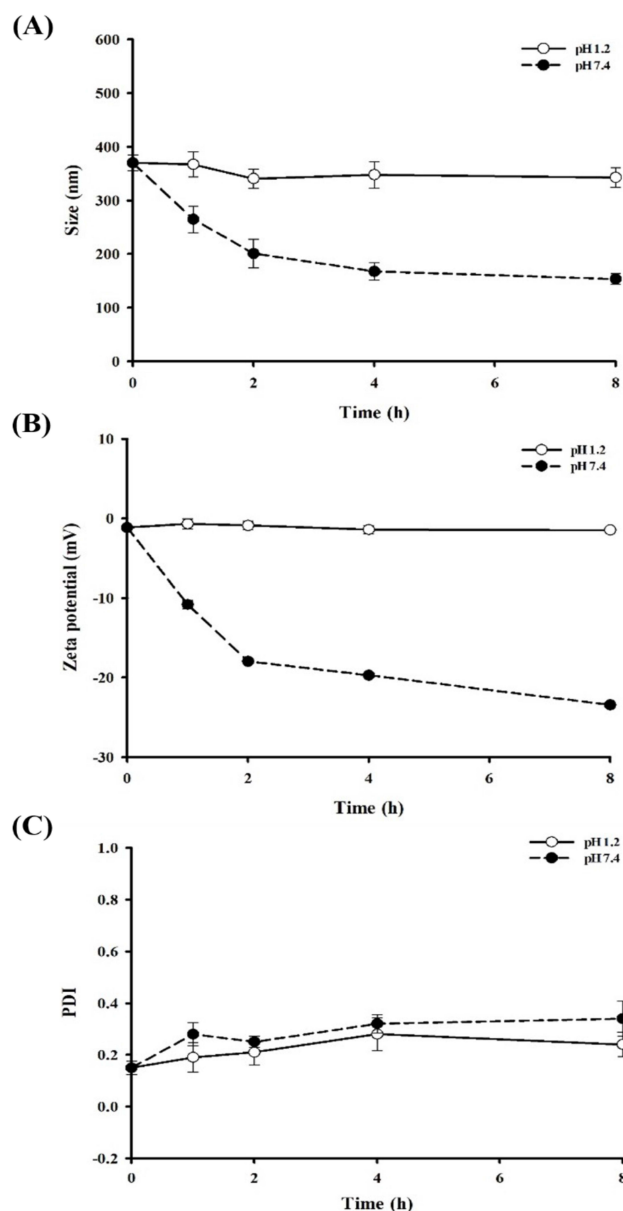 (A)
600
500
400
300
200
100
0
Size (nm)
pH 1.2
pH 7.4
0 2 4 6 8
Time (h)
(B)
10
0
-10
-20
-30
Zeta potential (mV)
pH 1.2
pH 7.4
0 2 4 6 8
Time (h)
(C)
1.0
0.8
0.6
0.4
0.2
0.0
-0.2
PDI
pH 1.2
pH 7.4
0 2 4 6 8
Time (h)